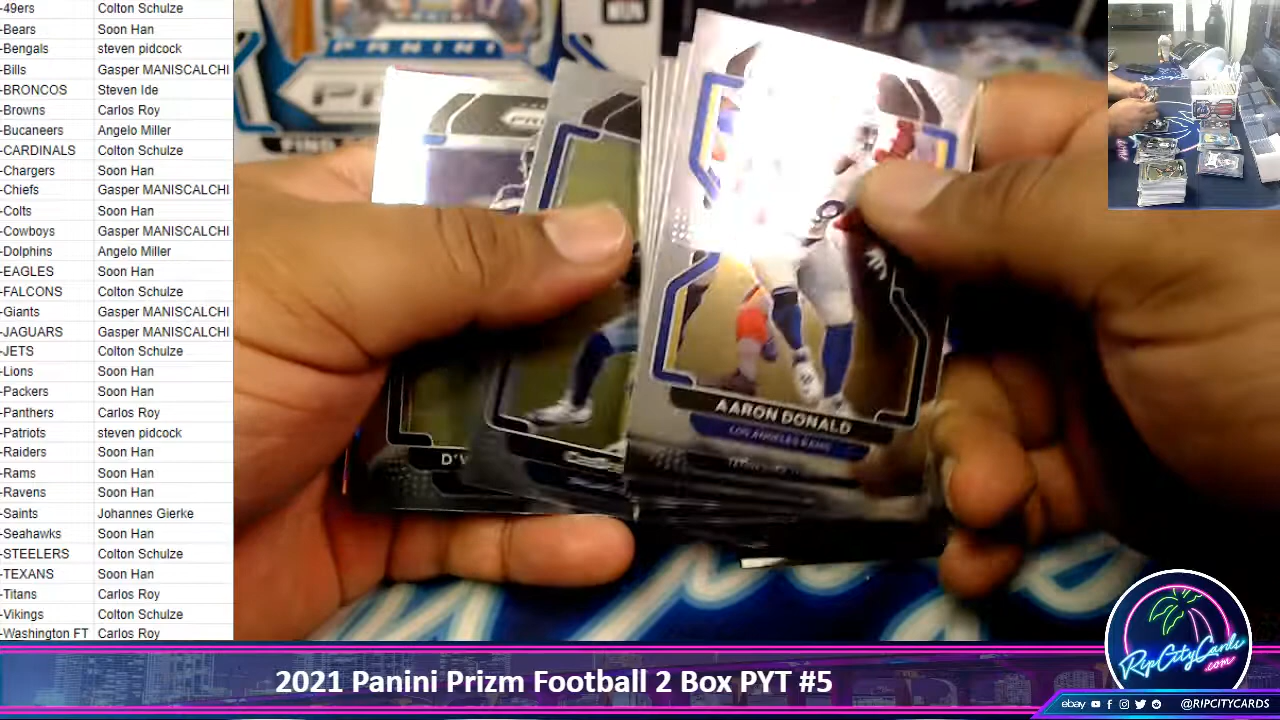 -49ers Colton Schulze
-Bears Soon Han
-Bengals steven pidcock
-Bills Gasper MANISCALCHI
-BRONCOS Steven Ide
-Browns Carlos Roy
-Bucaneers Angelo Miller
-CARDINALS Colton Schulze
-Chargers Soon Han
-Chiefs Gasper MANISCALCHI
-Colts Soon Han
-Cowboys Gasper MANISCALCHI
-Dolphins Angelo Miller
-EAGLES Soon Han
-FALCONS Colton Schulze
-Giants Gasper MANISCALCHI
-JAGUARS Gasper MANISCALCHI
-JETS Colton Schulze
-Lions Soon Han
-Packers Soon Han
-Panthers Carlos Roy
-Patriots steven pidcock
-Raiders Soon Han
-Rams Soon Han
-Ravens Soon Han
-Saints Johannes Gierke
-Seahawks Soon Han
-STEELERS Colton Schulze
-TEXANS Soon Han
-Titans Carlos Roy
-Vikings Colton Schulze
-Washington FT Carlos Roy
PANINI
AARON DONALD
LOS ANGELES RAMS
D'
2021 Panini Prizm Football 2 Box PYT #5
RipCityCards
.com
ebay @RIPCITYCARDS